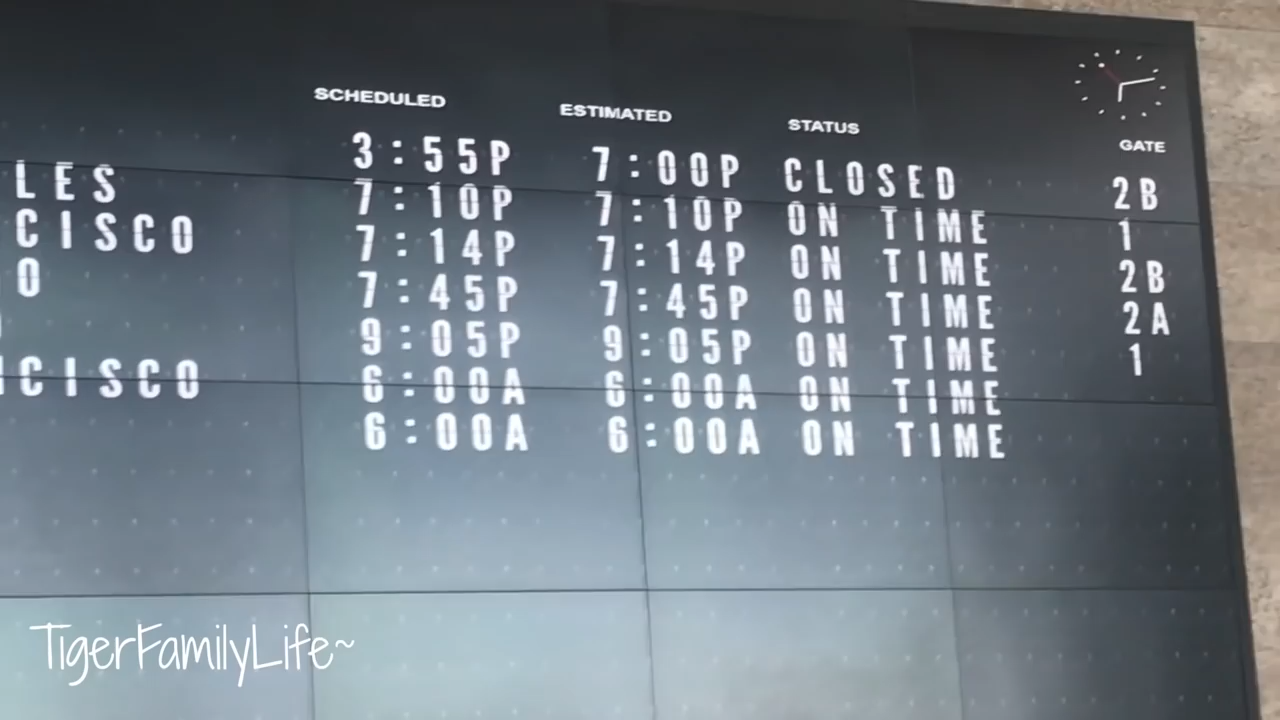 SCHEDULED ESTIMATED STATUS GATE
3:55P 7:00P CLOSED 2B
LES 7:10P 7:10P ON TIME 1
CISCO 7:14P 7:14P ON TIME 2B
O 7:45P 7:45P ON TIME 2A
9:05P 9:05P ON TIME 1
CISCO 6:00A 6:00A ON TIME
6:00A 6:00A ON TIME
TigerFamilyLife~